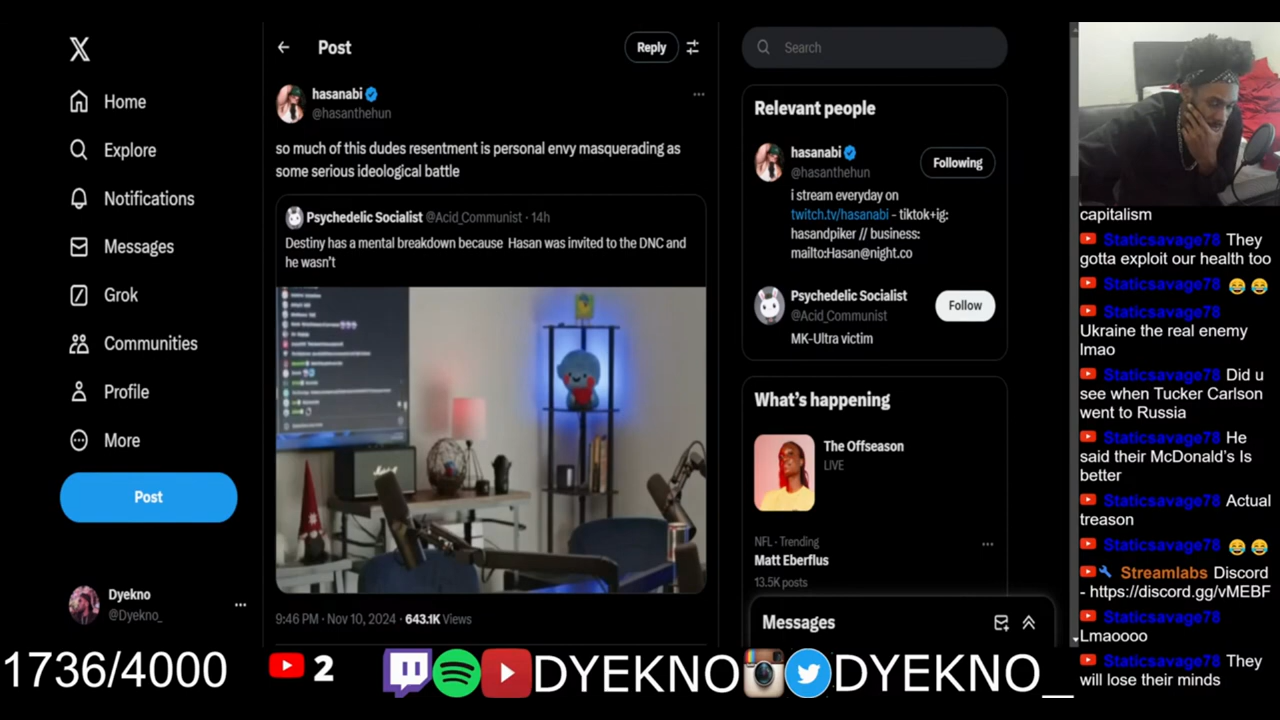 Home
Explore
Notifications
Messages
Grok
Communities
Profile
More
Post
Dyekno
@Dyekno_
Post
Reply
hasanabi
@hasanthehun
so much of this dudes resentment is personal envy masquerading as
some serious ideological battle
Psychedelic Socialist @Acid_Communist · 14h
Destiny has a mental breakdown because Hasan was invited to the DNC and
he wasn't
9:46 PM · Nov 10, 2024 · 643.1K Views
Search
Relevant people
hasanabi
@hasanthehun
Following
i stream everyday on
twitch.tv/hasanabi - tiktok+ig:
hasandpiker // business:
mailto:Hasan@night.co
Psychedelic Socialist
@Acid_Communist
Follow
MK-Ultra victim
What's happening
The Offseason
LIVE
NFL · Trending
Matt Eberflus
13.5K posts
Messages
capitalism
Staticsavage78 They
gotta exploit our health too
Staticsavage78 😂 😂
Staticsavage78
Ukraine the real enemy
lmao
Staticsavage78 Did u
see when Tucker Carlson
went to Russia
Staticsavage78 He
said their McDonald's Is
better
Staticsavage78 Actual
treason
Staticsavage78 😂 😂
Streamlabs Discord
- https://discord.gg/vMEBF
Staticsavage78
Lmaoooo
Staticsavage78 They
will lose their minds
1736/4000 2 DYEKNO DYEKNO_